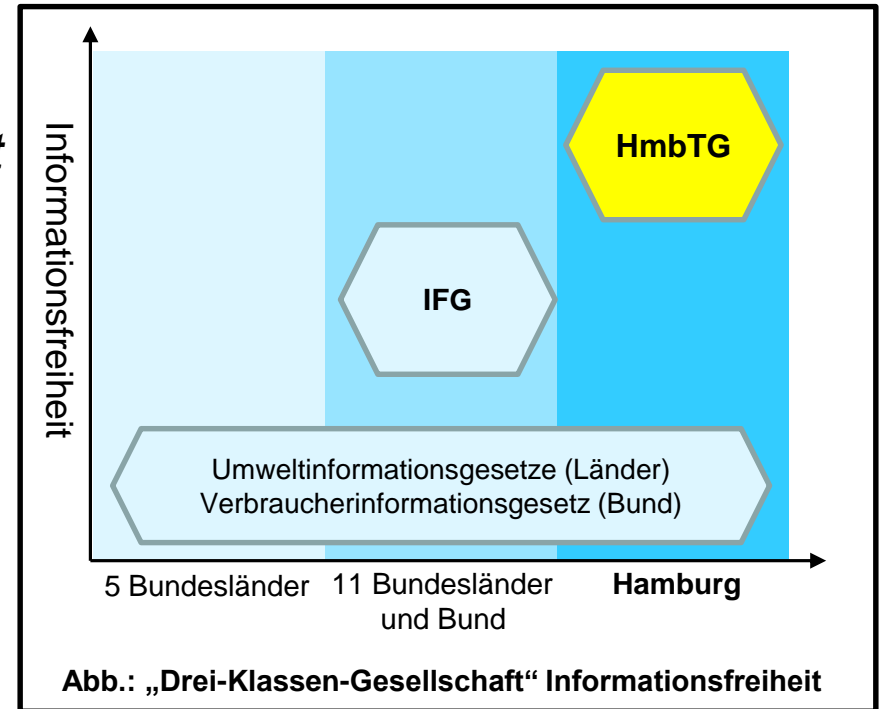 HmbTG
Informationsfreiheit
IFG
Umweltinformationsgesetze (Länder)
Verbraucherinformationsgesetz (Bund)
5 Bundesländer
11 Bundesländer
und Bund
Hamburg
Abb.: „Drei-Klassen-Gesellschaft“ Informationsfreiheit